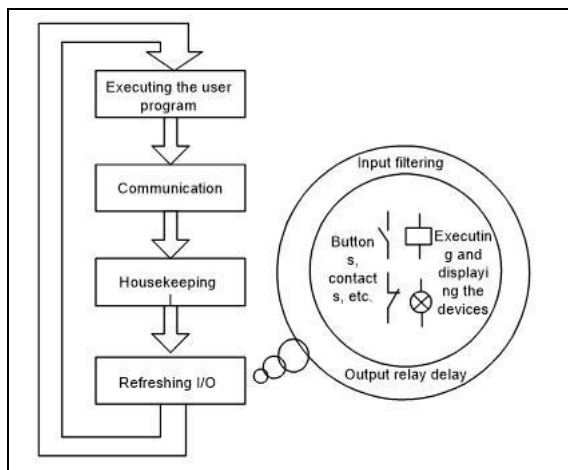 Executing the user
program
Communication
Housekeeping
Refreshing I/O
Input filtering
Button
s,
contact
s, etc.
Executin
g and
displayi
ng the
devices
Output relay delay